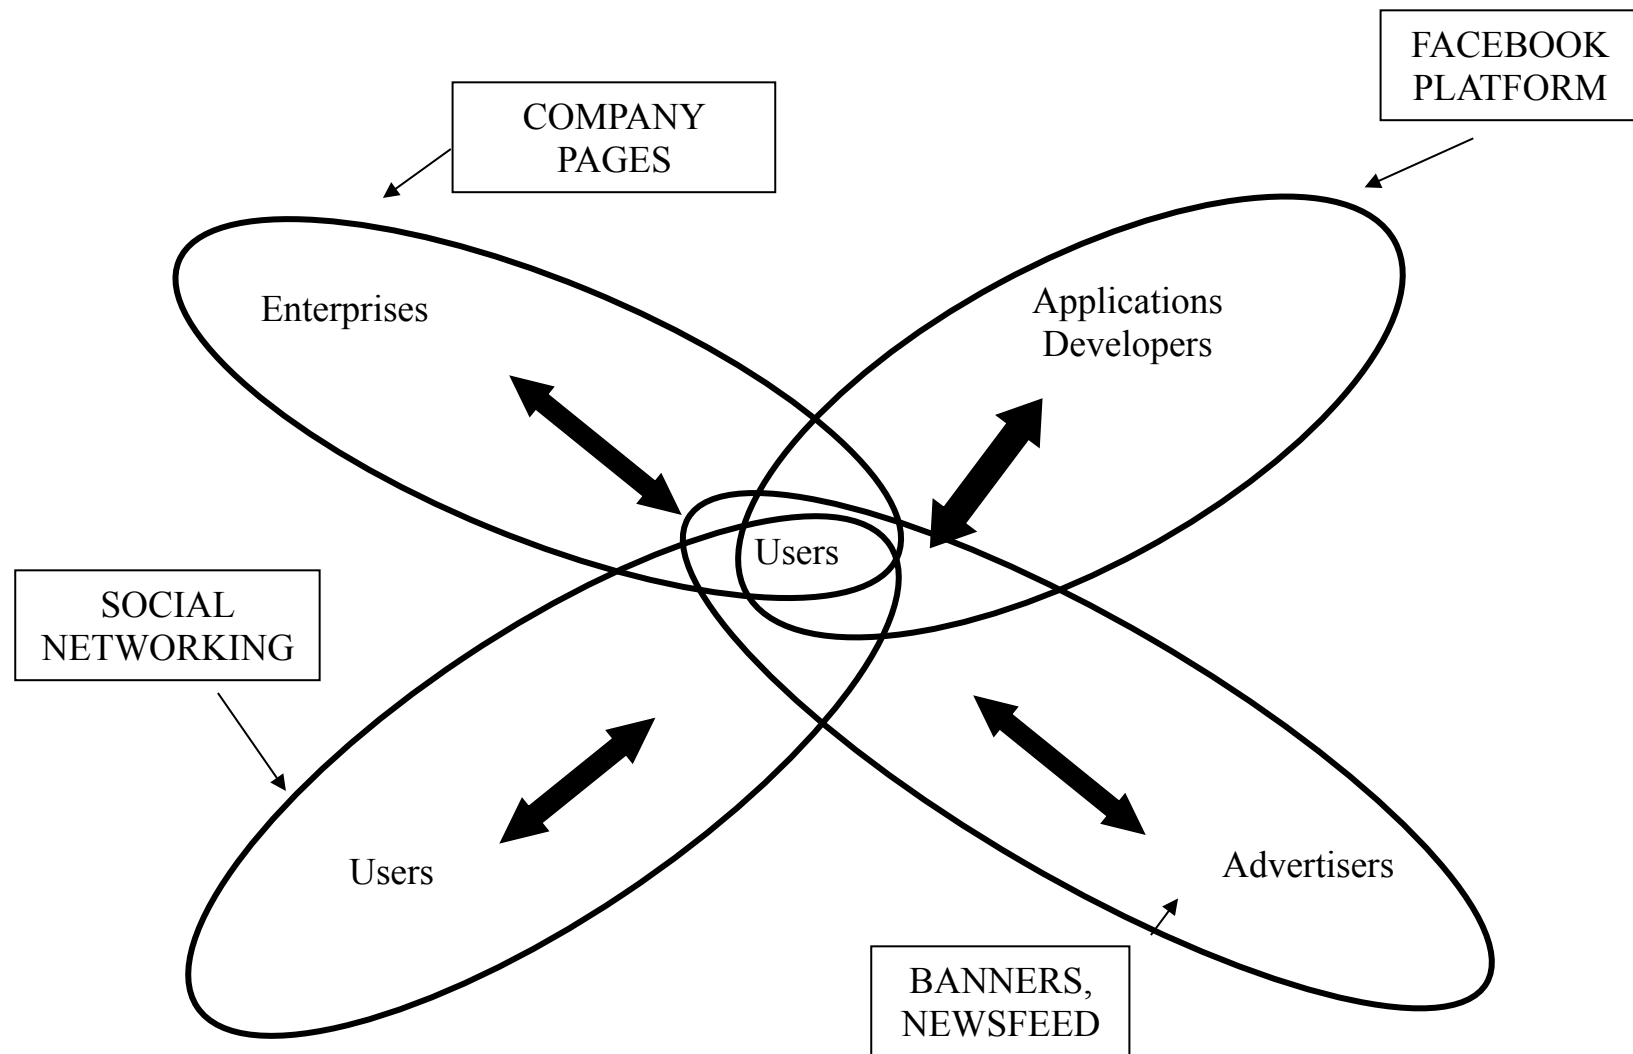 FACEBOOK
PLATFORM
COMPANY
PAGES
Enterprises
Applications
Developers
Users
SOCIAL
NETWORKING
Users
Advertisers
BANNERS,
NEWSFEED